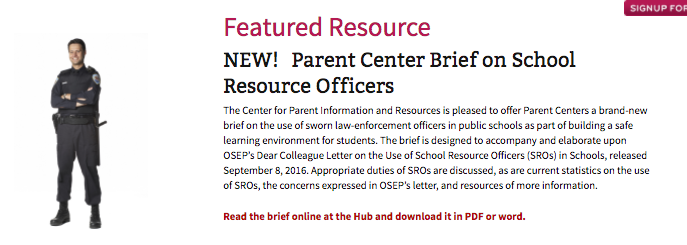 SIGNUP FOR
Featured Resource
NEW!  Parent Center Brief on School
Resource Officers
The Center for Parent Information and Resources is pleased to offer Parent Centers a brand-new
brief on the use of sworn law-enforcement officers in public schools as part of building a safe
learning environment for students. The brief is designed to accompany and elaborate upon
OSEP's Dear Colleague Letter on the Use of School Resource Officers (SROs) in Schools, released
September 8, 2016. Appropriate duties of SROs are discussed, as are current statistics on the use
of SROs, the concerns expressed in OSEP's letter, and resources of more information.
Read the brief online at the Hub and download it in PDF or word.